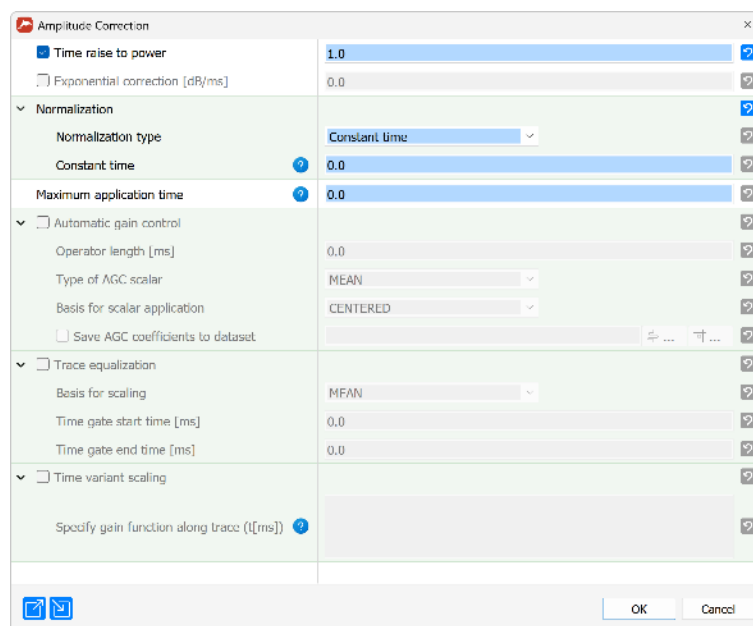 Amplitude Correction
Time raise to power 1.0
Exponential correction [dB/ms] 0.0
Normalization
Normalization type Constant time
Constant time ? 0.0
Maximum application time ? 0.0
Automatic gain control
Operator length [ms] 0.0
Type of AGC scalar MEAN
Basis for scalar application CENTERED
Save AGC coefficients to dataset ... ...
Trace equalization
Basis for scaling MEAN
Time gate start time [ms] 0.0
Time gate end time [ms] 0.0
Time variant scaling
Specify gain function along trace (t[ms]) ?
OK Cancel